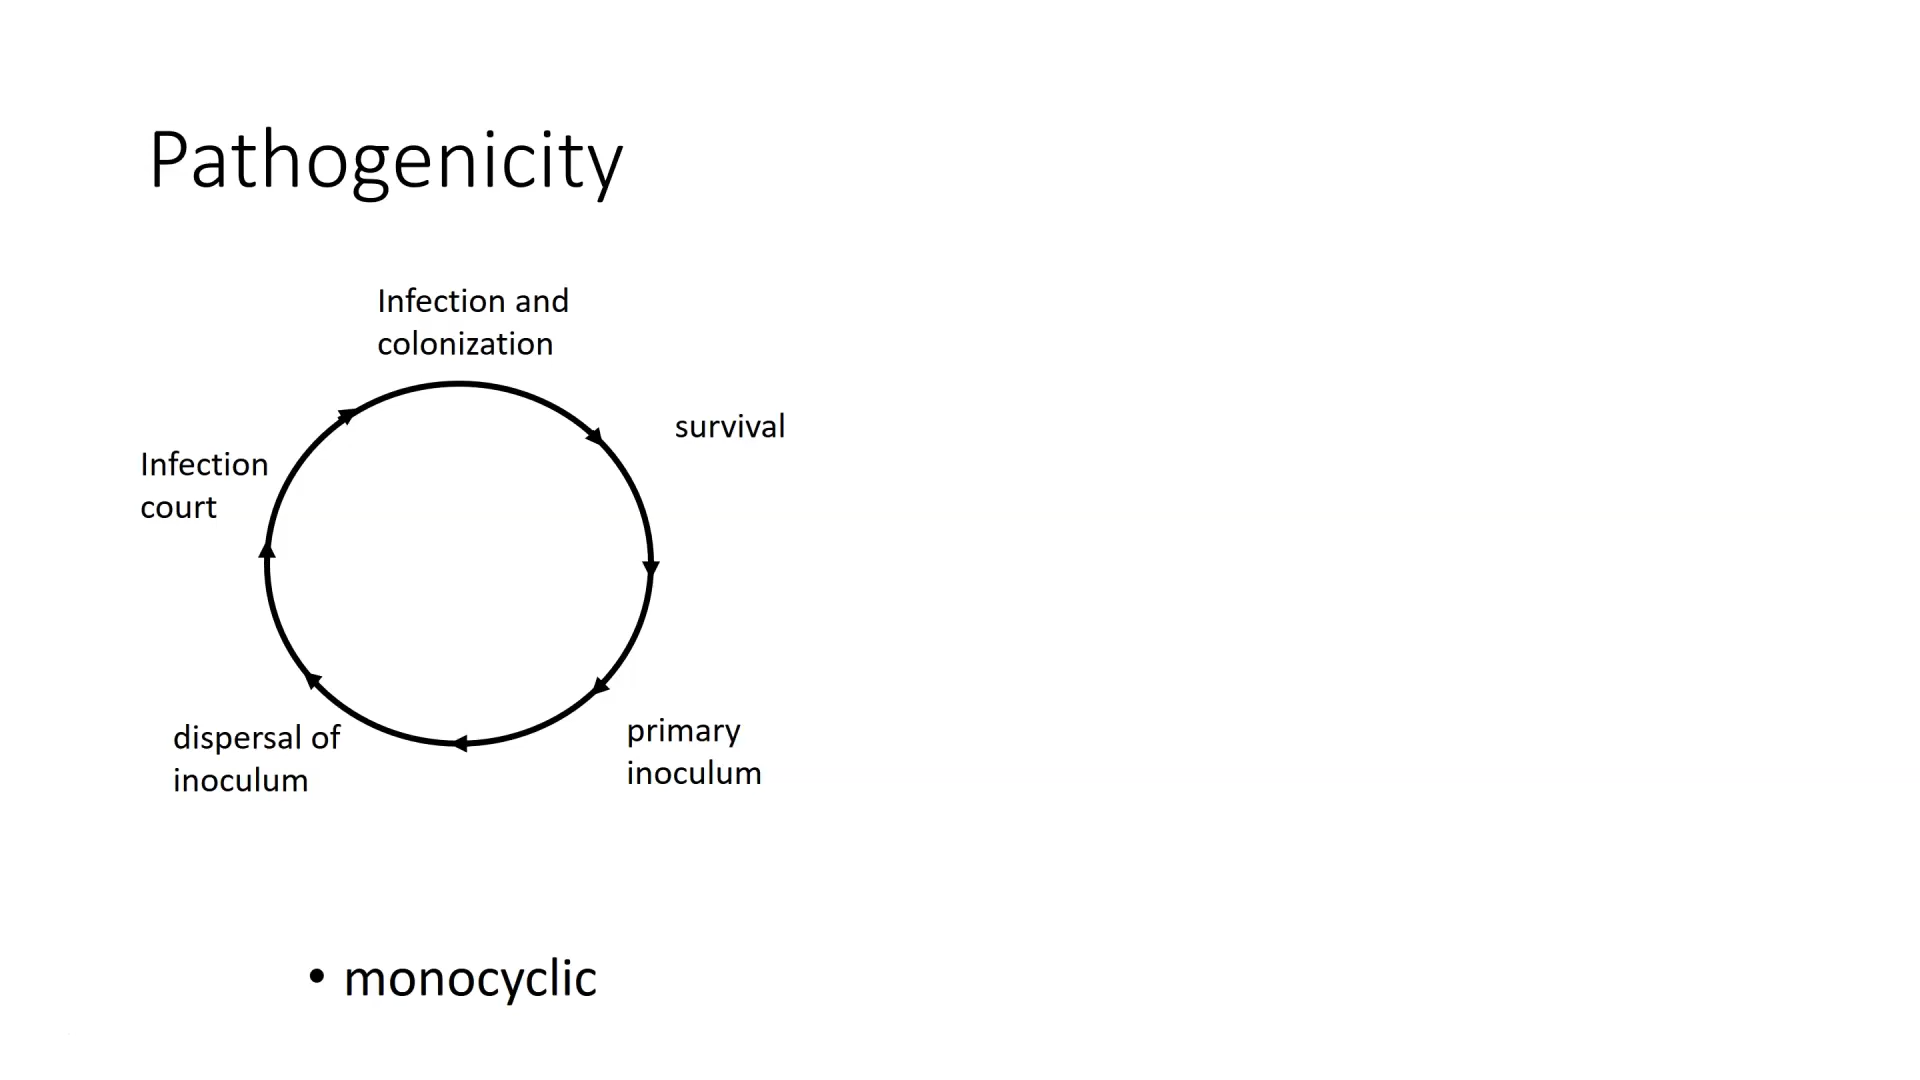 Pathogenicity
Infection and
colonization
survival
Infection
court
dispersal of
inoculum
primary
inoculum
• monocyclic